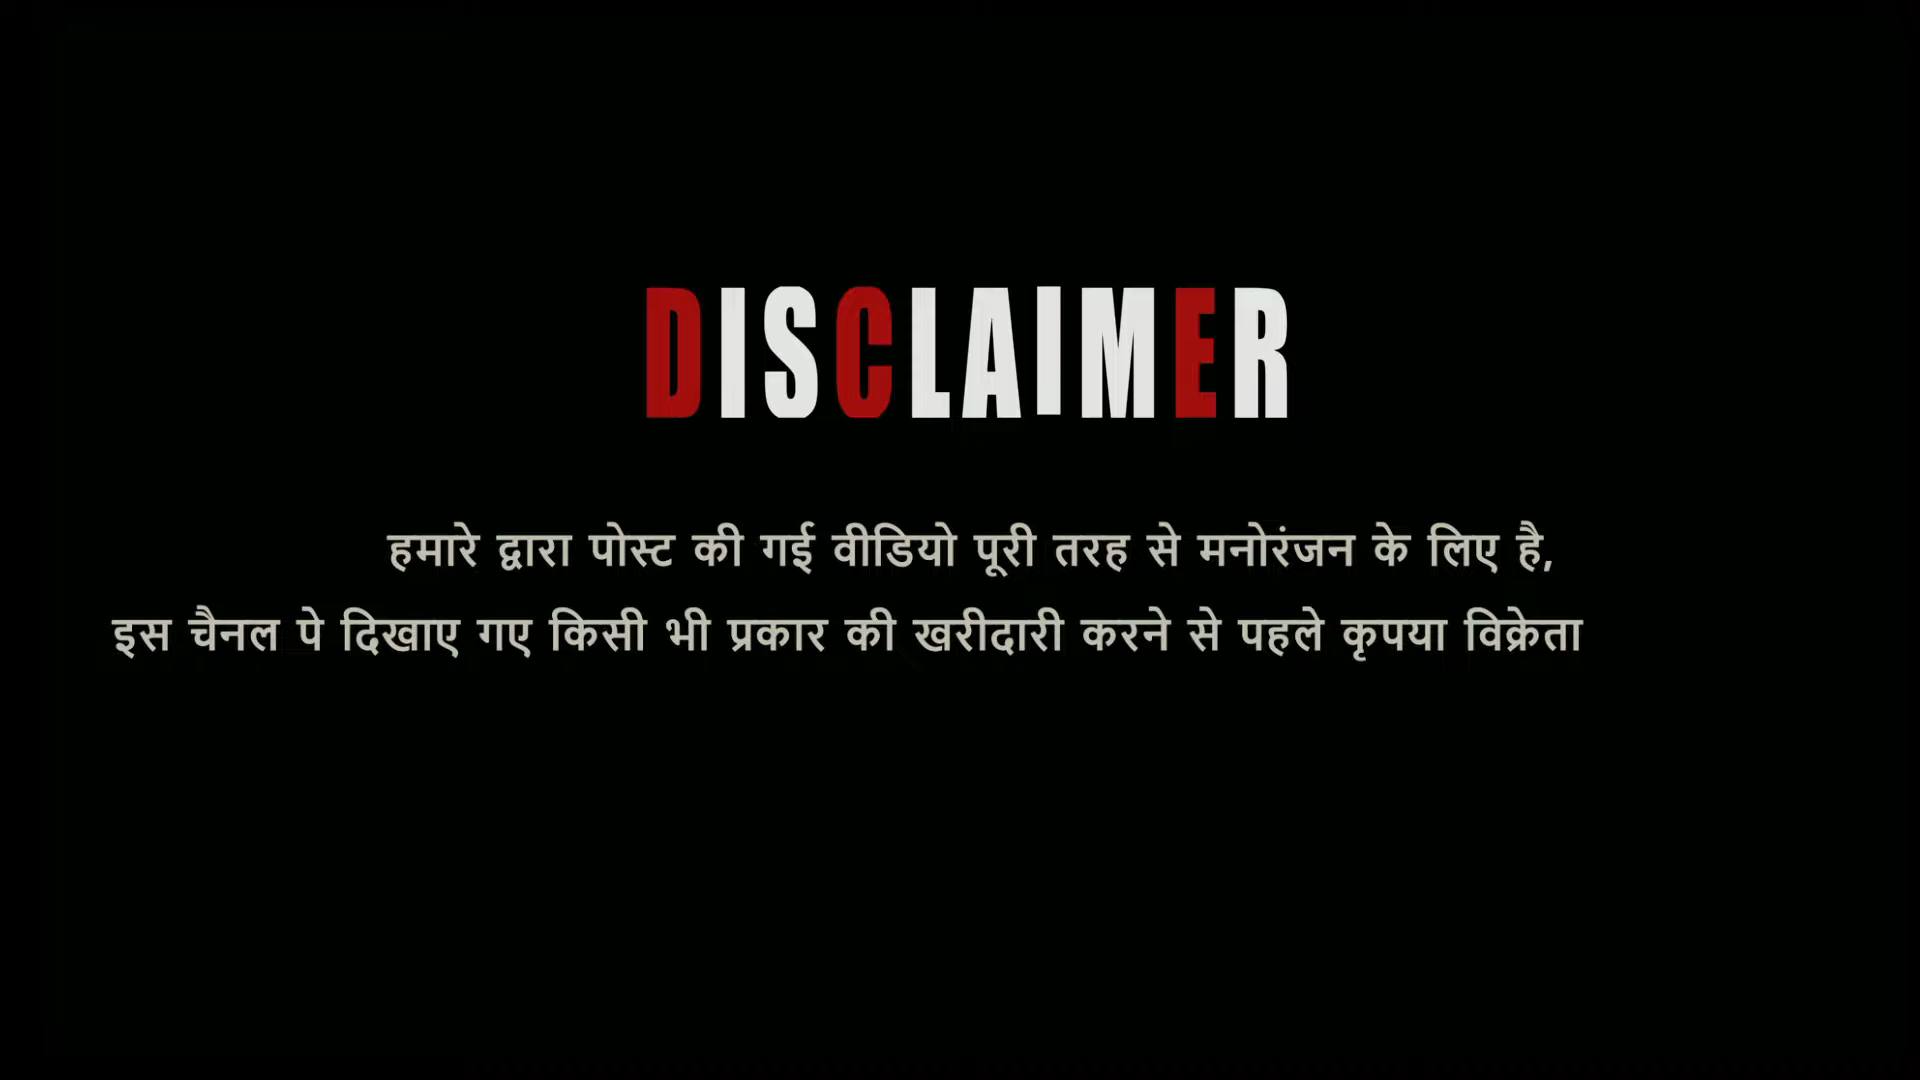 DISCLAIMER
हमारे द्वारा पोस्ट की गई वीडियो पूरी तरह से मनोरंजन के लिए है,
इस चैनल पे दिखाए गए किसी भी प्रकार की खरीदारी करने से पहले कृपया विक्रेता